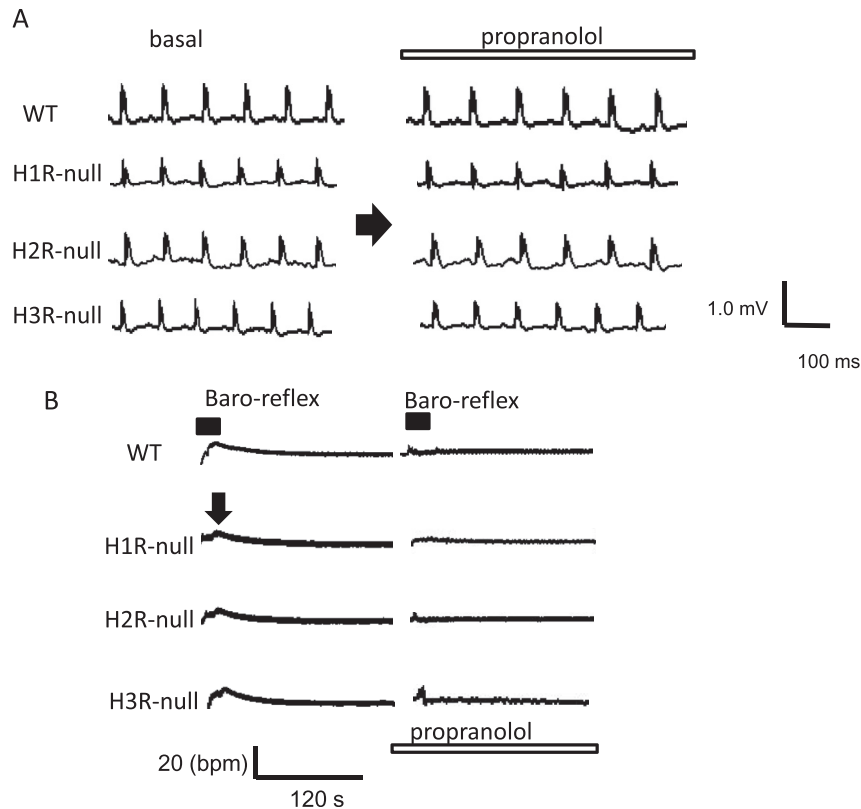 A
basal
propranolol
WT
H1R-null
H2R-null
H3R-null
1.0 mV
100 ms
B
Baro-reflex
Baro-reflex
WT
H1R-null
H2R-null
H3R-null
propranolol
20 (bpm)
120 s